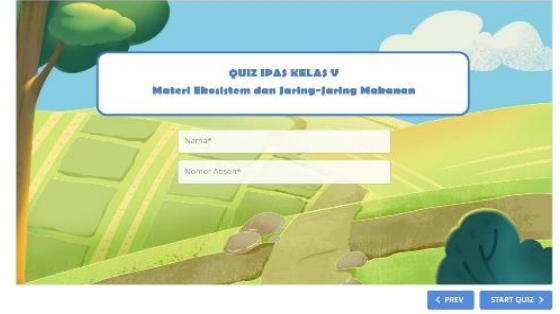 QUIZ IPAS KELAS V
Materi Ekosistem dan Jaring-Jaring Makanan
Nama*
Nomor Absen*
< PREV
START QUIZ >